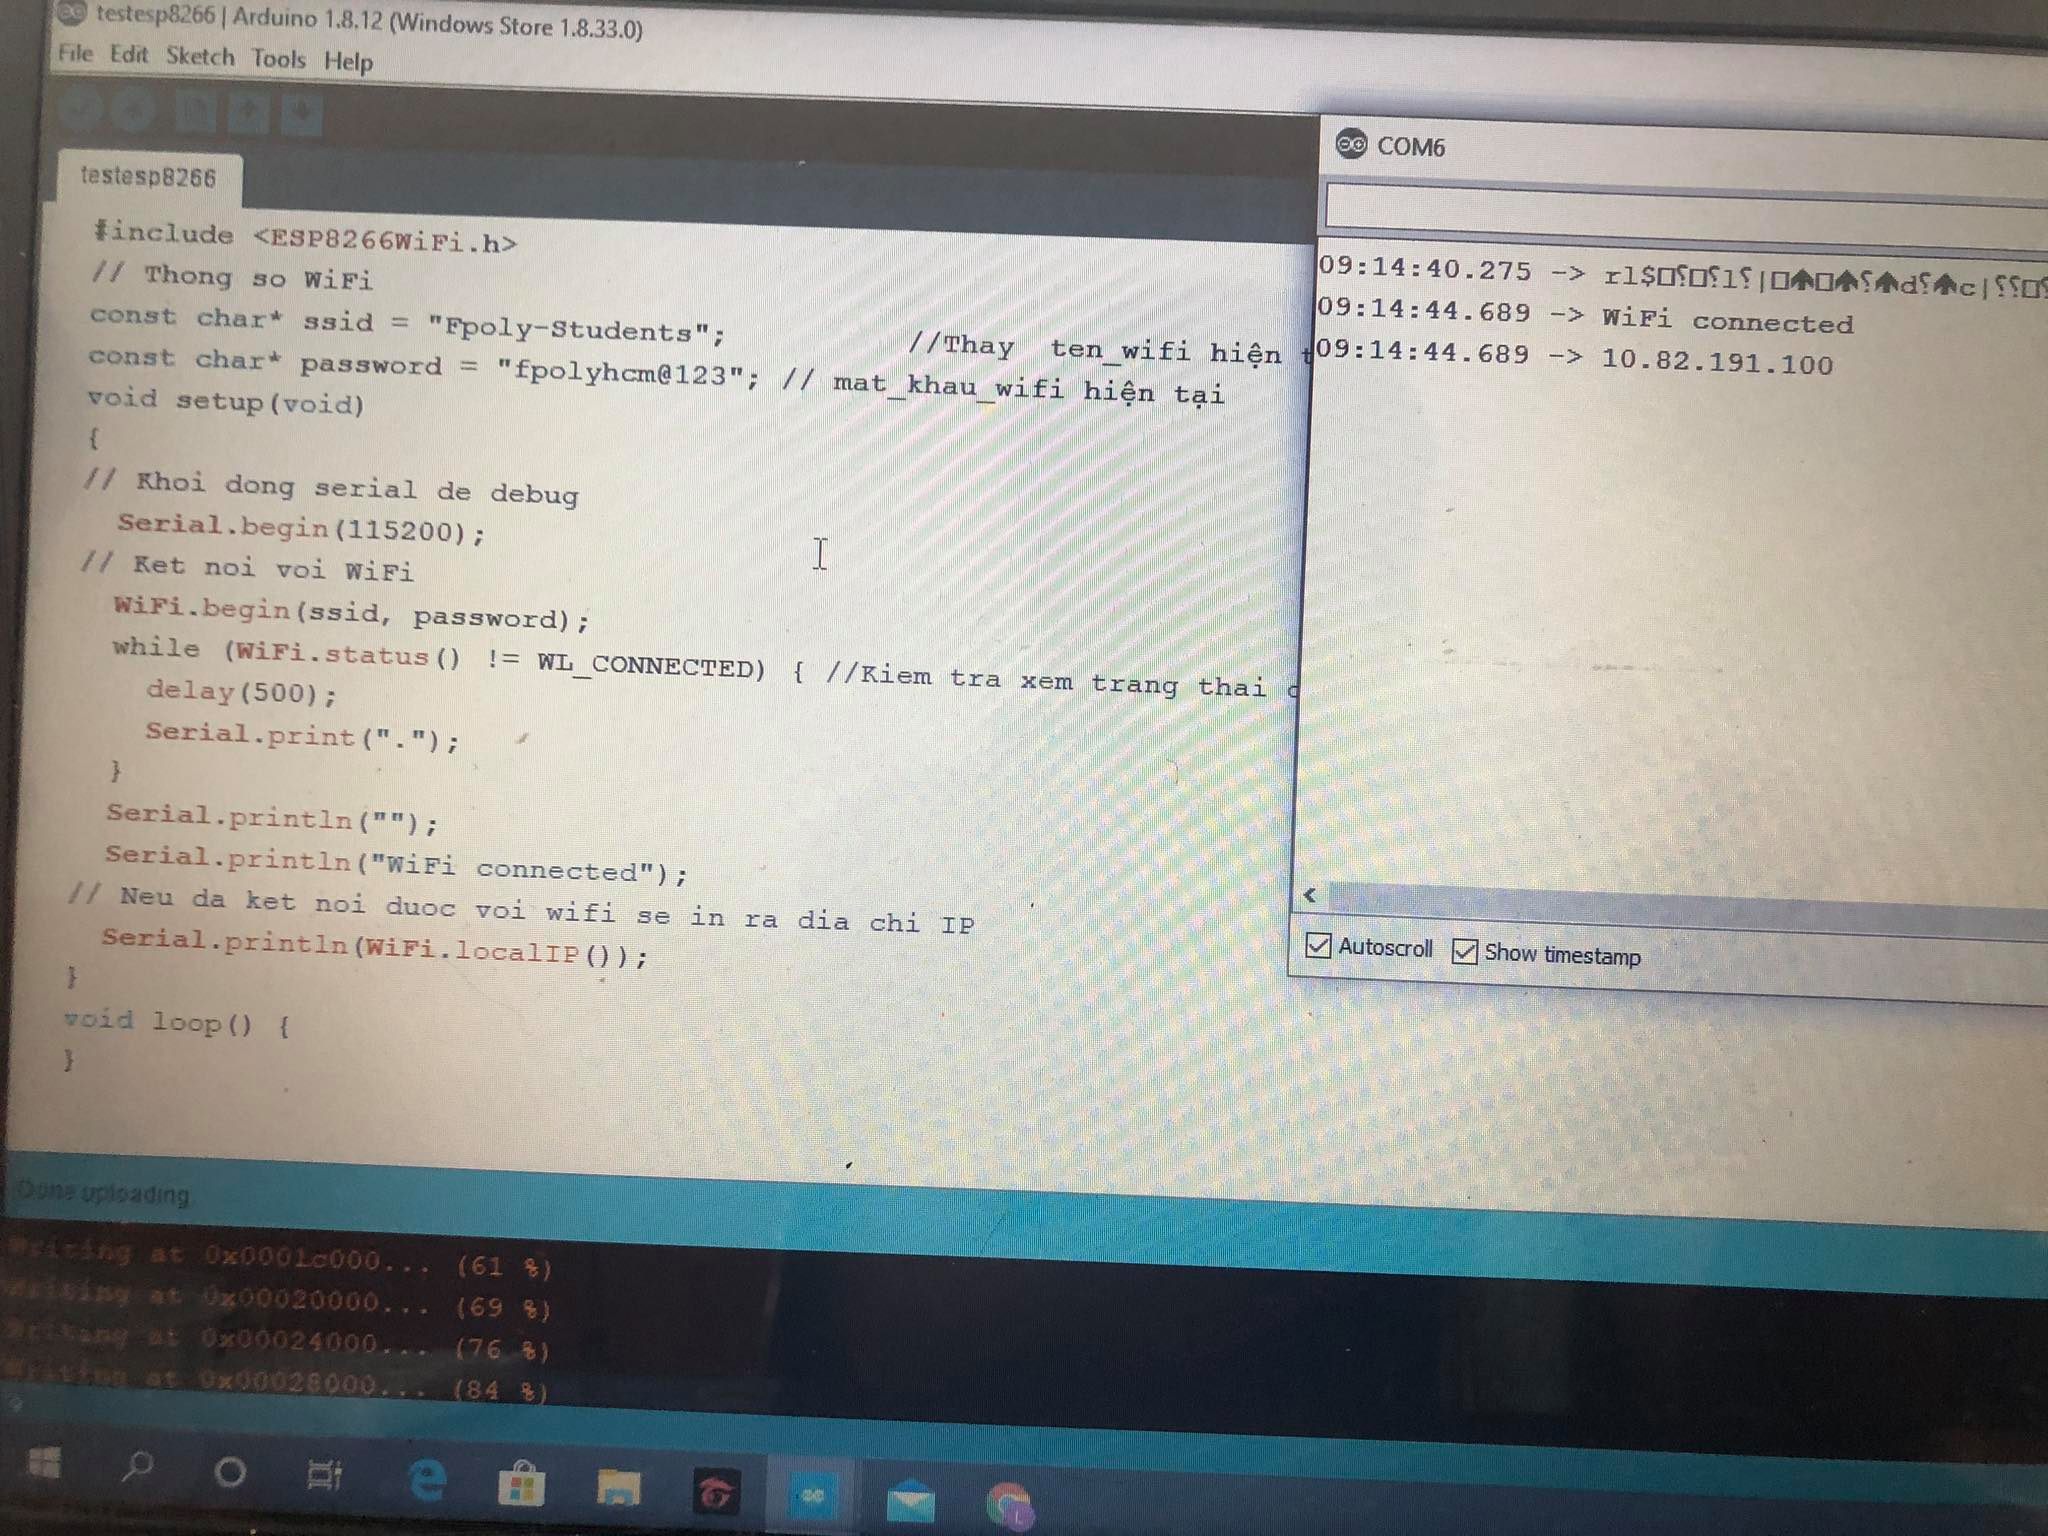 testesp8266 | Arduino 1.8.12 (Windows Store 1.8.33.0)
File Edit Sketch Tools Help
testesp8266
#include <ESP8266WiFi.h>
// Thong so WiFi
const char* ssid = "Fpoly-Students"; //Thay ten_wifi hiện
const char* password = "fpolyhcm@123"; // mat_khau_wifi hiện tại
void setup(void)
{
// Khoi dong serial de debug
Serial.begin(115200);
// Ket noi voi WiFi
WiFi.begin(ssid, password);
while (WiFi.status() != WL_CONNECTED) { //Kiem tra xem trang thai
delay(500);
Serial.print(".");
}
Serial.println("");
Serial.println("WiFi connected");
// Neu da ket noi duoc voi wifi se in ra dia chi IP
Serial.println(WiFi.localIP());
}
void loop() {
}
COM6
09:14:40.275 ->
09:14:44.689 -> WiFi connected
09:14:44.689 -> 10.82.191.100
Autoscroll Show timestamp
Done uploading.
Writing at 0x0001c000... (61 %)
Writing at 0x00020000... (69 %)
Writing at 0x00024000... (76 %)
Writing at 0x00028000... (84 %)